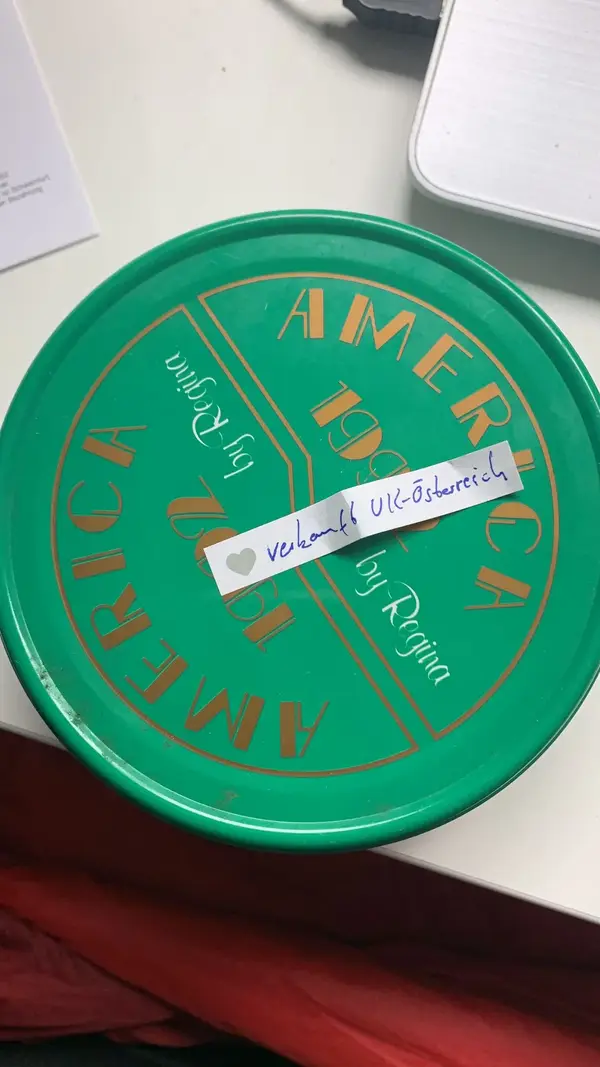 AMERICA
1992
by Regina
verkauft UK-Österreich
AMERICA
1992
by Regina